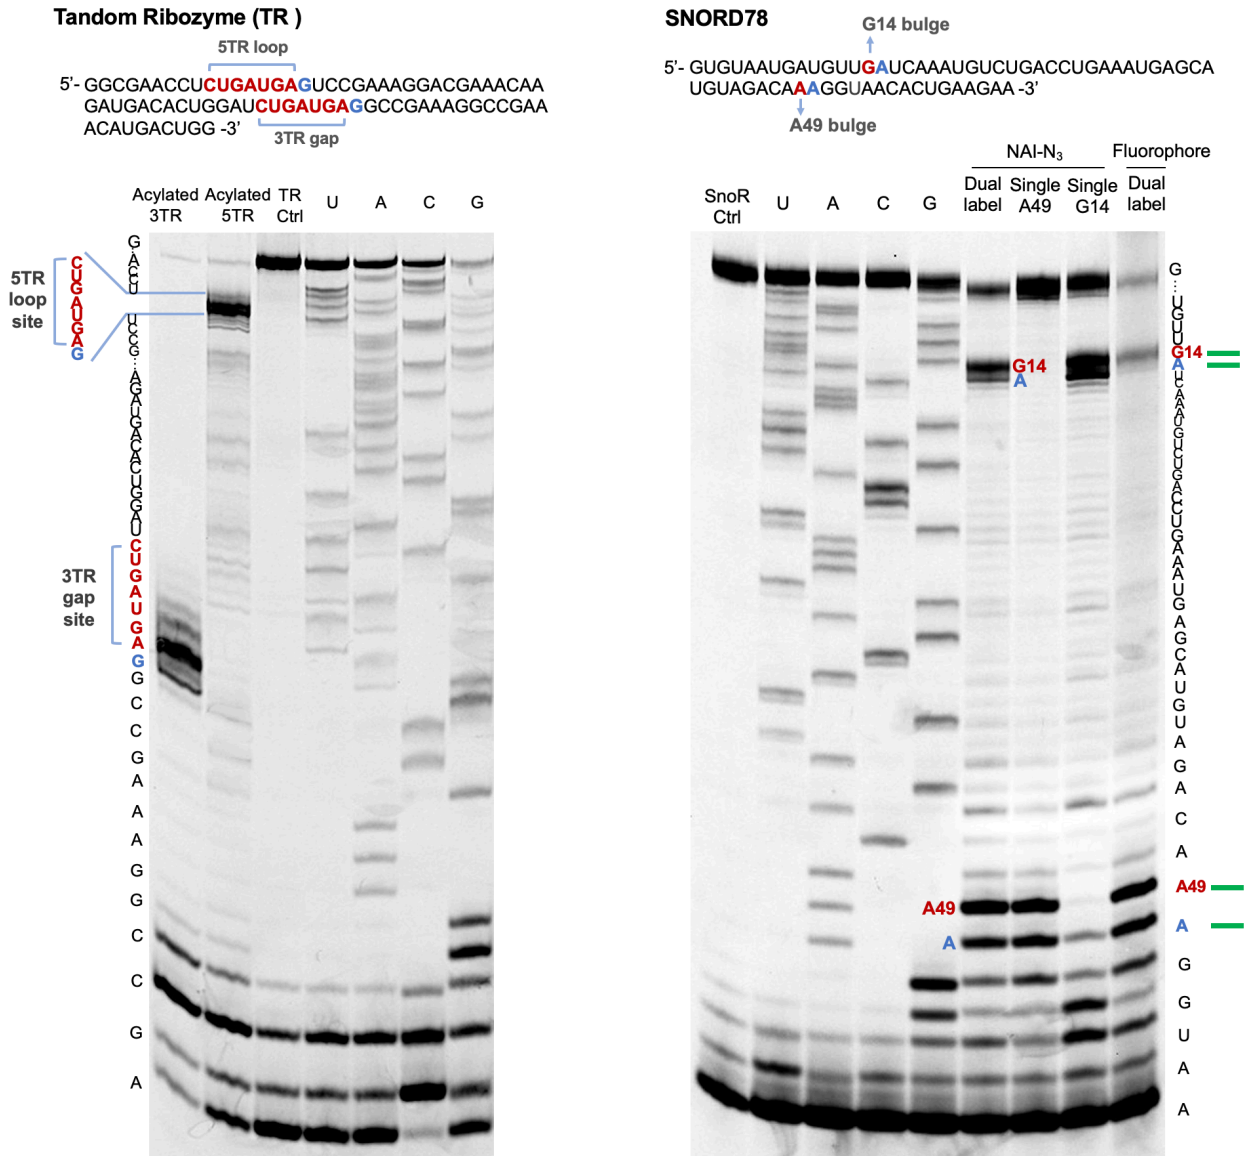 Tandom Ribozyme (TR )
5TR loop
5'- GGCGAACCUCUGAUGAGUCCGAAAGGACGAAACAA
GAUGACACUGGAUCUGAUGAGGCCGAAAGGCCGAA
ACAUGACUGG -3'
3TR gap
Acylated 3TR
Acylated 5TR
TR Ctrl
U
A
C
G
5TR loop site
C
U
G
A
U
G
A
G
G
A
C
U
U
C
C
G
...
A
G
A
U
G
A
C
A
C
U
G
G
A
U
C
U
G
A
U
G
A
G
G
C
C
G
A
A
A
G
G
C
C
G
A
3TR gap site
SNORD78
G14 bulge
5'- GUGUAAUGAUGUUGAUCAAAUGUCUGACCUGAAAUGAGCA
UGUAGACAAAGGUAACACUGAAGAA -3'
A49 bulge
NAI-N3
Fluorophore
SnoR Ctrl
U
A
C
G
Dual label
Single A49
Single G14
Dual label
G14
A
A49
A
G
...
U
G
U
U
G14
A
U
C
A
A
A
U
G
U
C
U
G
A
C
C
U
G
A
A
A
U
G
A
G
C
A
U
G
U
A
G
A
C
A
A49
A
G
G
U
A
A